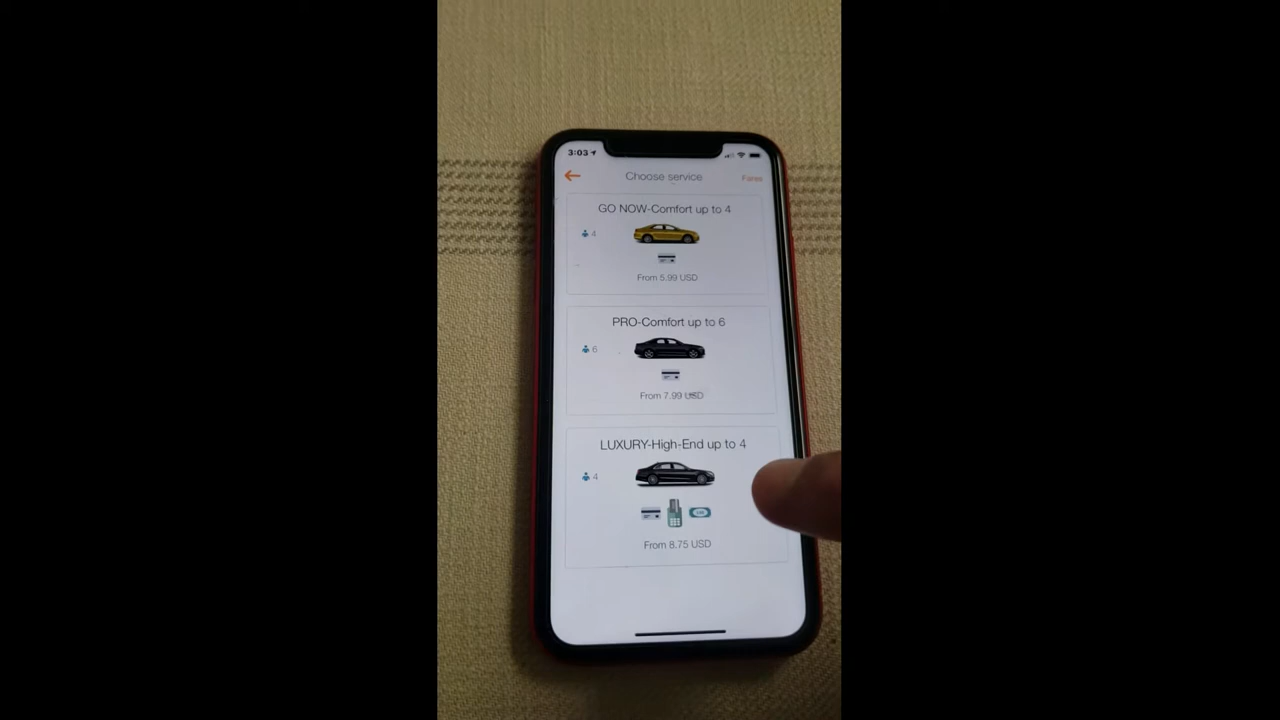 3:03
Choose service
Fares
GO NOW-Comfort up to 4
4
From 5.99 USD
PRO-Comfort up to 6
6
From 7.99 USD
LUXURY-High-End up to 4
4
From 8.75 USD